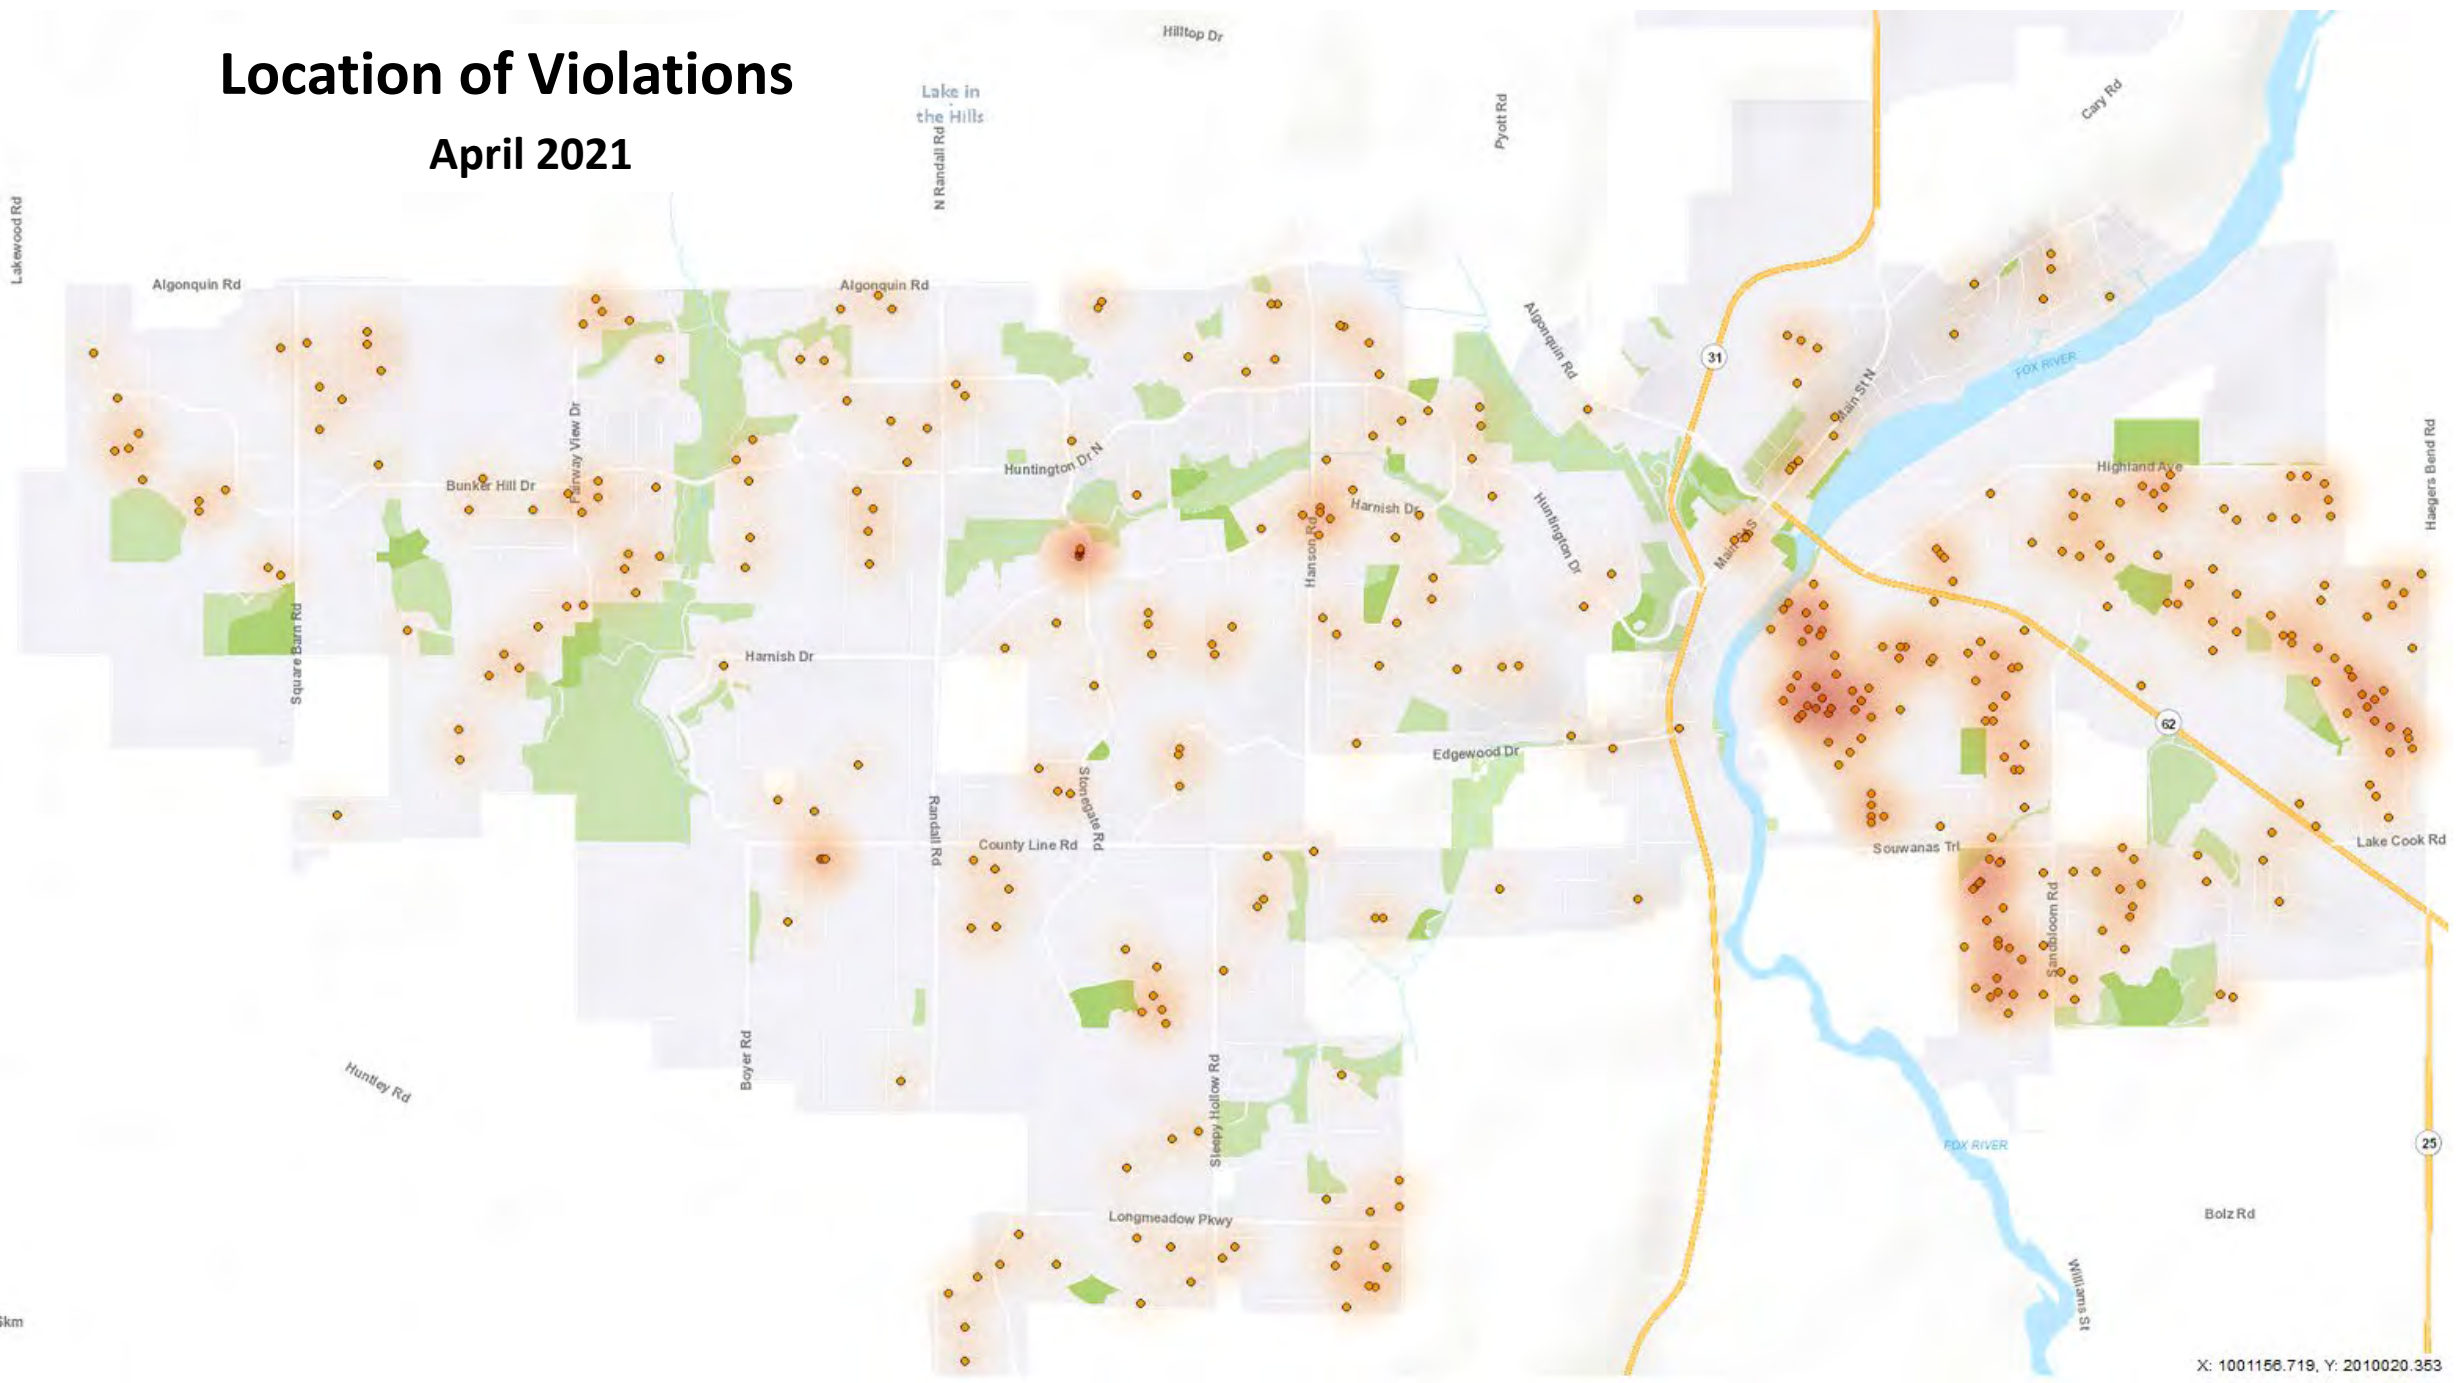 Location of Violations
April 2021
Hilltop Dr
Lake in
the Hills
N Randall Rd
Pyott Rd
Cary Rd
Lakewood Rd
Algonquin Rd
Algonquin Rd
Algonquin Rd
31
FOX RIVER
Main St N
Fairway View Dr
Bunker Hill Dr
Huntington Dr N
Harnish Dr
Hanson Rd
Huntington Dr
Main St S
Highland Ave
Haegers Bend Rd
Square Barn Rd
Harnish Dr
Edgewood Dr
62
Stonegate Rd
Randall Rd
County Line Rd
Souwanas Trl
Lake Cook Rd
Sandbloom Rd
Boyer Rd
Huntley Rd
Sleepy Hollow Rd
FOX RIVER
25
Longmeadow Pkwy
Bolz Rd
Williams St
km
X: 1001156.719, Y: 2010020.353